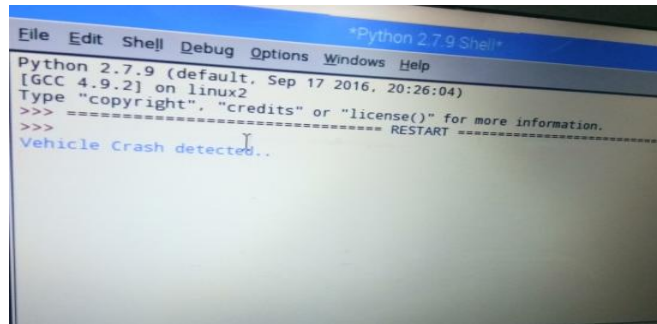 *Python 2.7.9 Shell*
File Edit Shell Debug Options Windows Help
Python 2.7.9 (default, Sep 17 2016, 20:26:04)
[GCC 4.9.2] on linux2
Type "copyright", "credits" or "license()" for more information.
>>> ================================ RESTART ================================
>>>
Vehicle Crash detected..